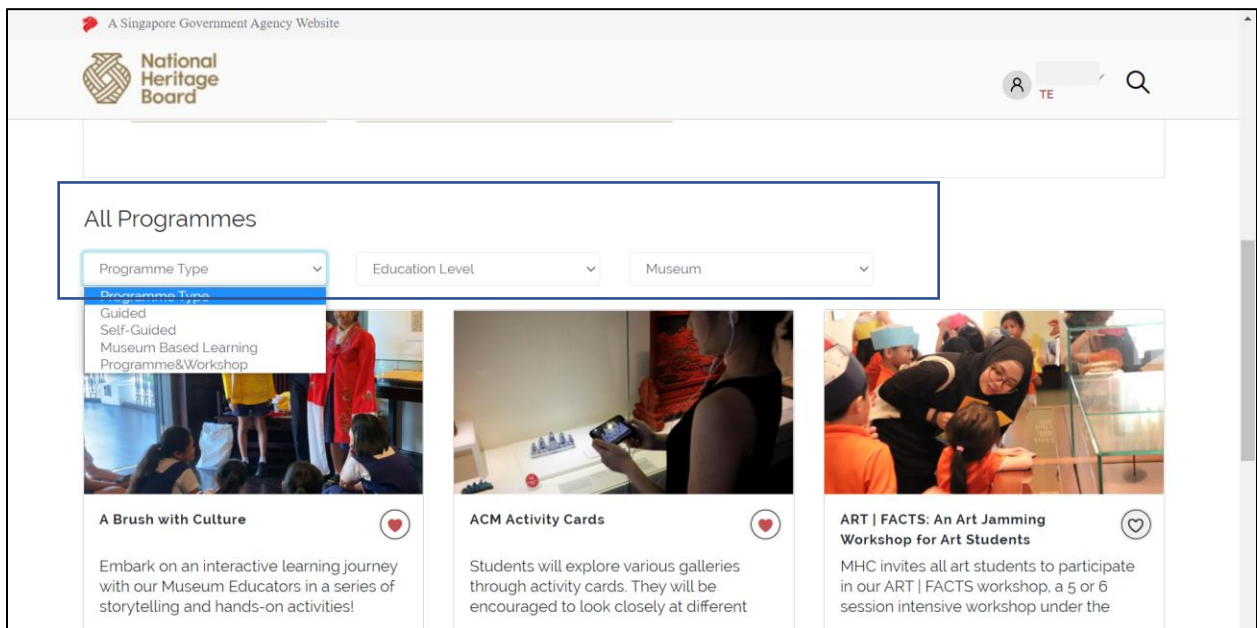 A Singapore Government Agency Website
National
Heritage
Board
TE
All Programmes
Programme Type
Education Level
Museum
Programme Type
Guided
Self-Guided
Museum Based Learning
Programme&Workshop
A Brush with Culture
Embark on an interactive learning journey
with our Museum Educators in a series of
storytelling and hands-on activities!
ACM Activity Cards
Students will explore various galleries
through activity cards. They will be
encouraged to look closely at different
ART | FACTS: An Art Jamming
Workshop for Art Students
MHC invites all art students to participate
in our ART | FACTS workshop, a 5 or 6
session intensive workshop under the